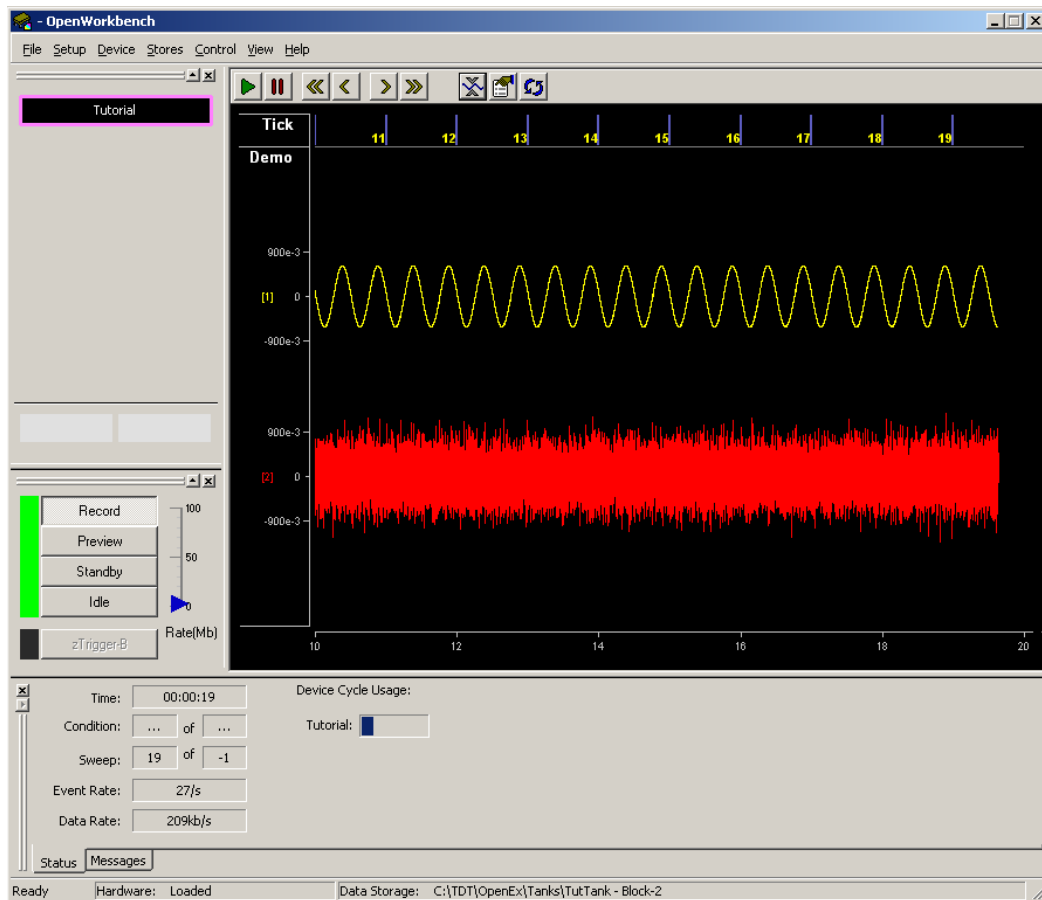 - OpenWorkbench
File Setup Device Stores Control View Help
Tutorial
Tick
11 12 13 14 15 16 17 18 19
Demo
900e-3
[1] 0
-900e-3
900e-3
[2] 0
-900e-3
10 12 14 16 18 20
Record
Preview
Standby
Idle
100
50
0
Rate(Mb)
zTrigger-B
Time: 00:00:19
Condition: ... of ...
Sweep: 19 of -1
Event Rate: 27/s
Data Rate: 209kb/s
Device Cycle Usage:
Tutorial:
Status Messages
Ready Hardware: Loaded Data Storage: C:\TDT\OpenEx\Tanks\TutTank - Block-2